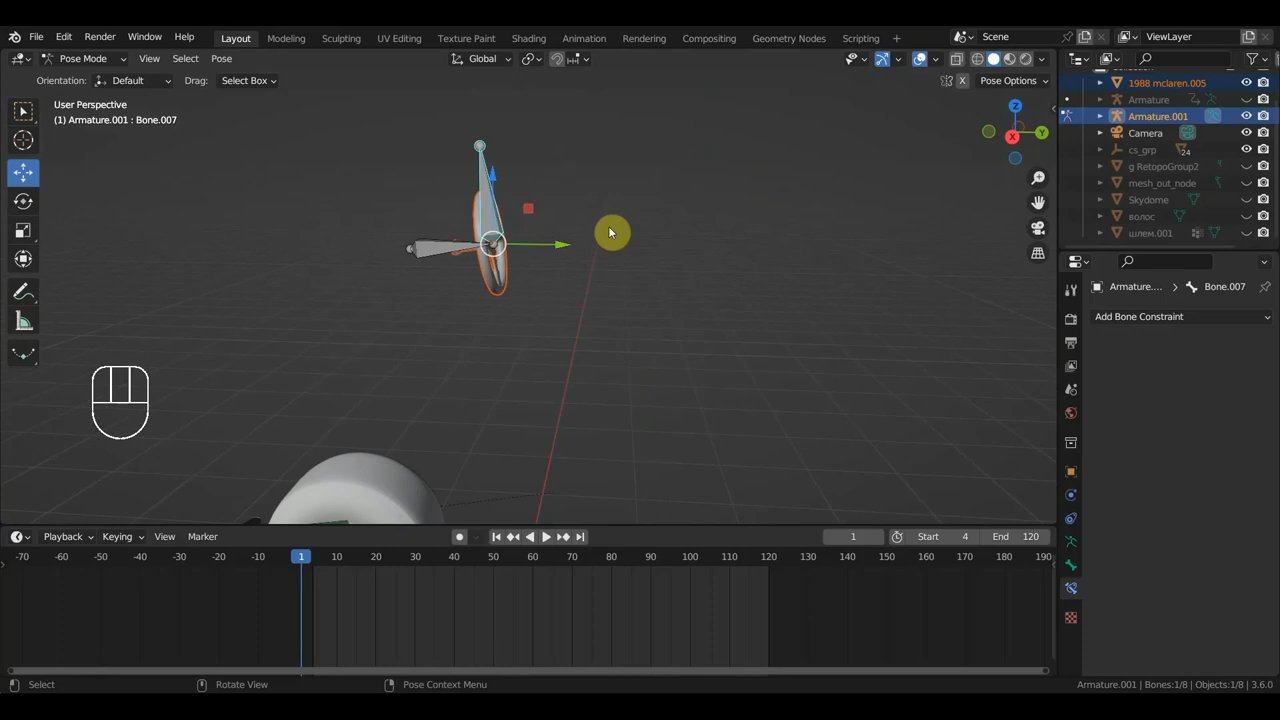 File Edit Render Window Help Layout Modeling Sculpting UV Editing Texture Paint Shading Animation Rendering Compositing Geometry Nodes Scripting + Scene ViewLayer
Pose Mode View Select Pose Global Pose Options
Orientation: Default Drag: Select Box X
User Perspective
(1) Armature.001 : Bone.007
Z
Y
X
1988 mclaren.005
Armature
Armature.001
Camera
cs_grp 24
g RetopoGroup2
mesh_out_node
Skydome
волос
шлем.001
Armature.... Bone.007
Add Bone Constraint
Playback Keying View Marker 1 Start 4 End 120
-70 -60 -50 -40 -30 -20 -10 1 10 20 30 40 50 60 70 80 90 100 110 120 130 140 150 160 170 180 190
Select Rotate View Pose Context Menu Armature.001 | Bones:1/8 | Objects:1/8 | 3.6.0